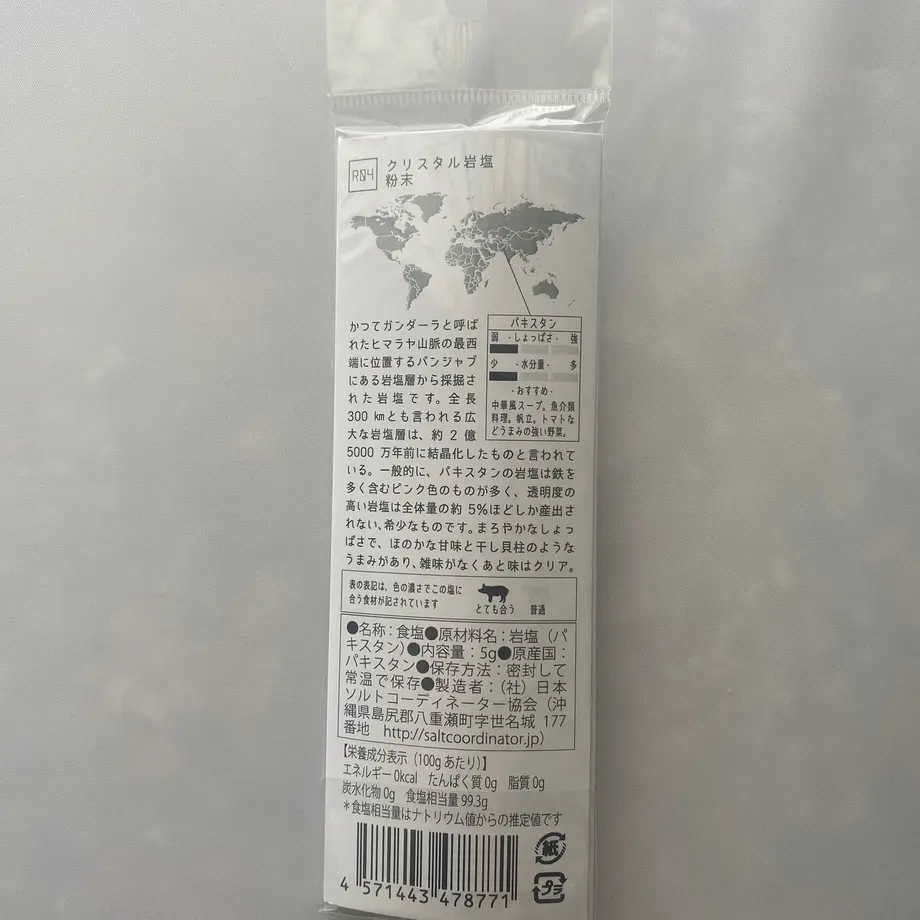 R04
クリスタル岩塩
粉末
かつてガンダーラと呼ば
れたヒマラヤ山脈の最西
端に位置するパンジャブ
にある岩塩層から採掘さ
れた岩塩です。全長
300 kmとも言われる広
大な岩塩層は、約 2 億
5000 万年前に結晶化したものと言われて
いる。一般的に、パキスタンの岩塩は鉄を
多く含むピンク色のものが多く、透明度の
高い岩塩は全体量の約 5%ほどしか産出さ
れない、希少なものです。まろやかなしょっ
ぱさで、ほのかな甘味と干し貝柱のような
うまみがあり、雑味がなくあと味はクリア。
パキスタン
弱 -しょっぱさ- 強
少 -水分量- 多
-おすすめ-
中華風スープ。魚介類
料理。帆立。トマトな
どうまみの強い野菜。
表の表記は、色の濃さでこの塩に
合う食材が記されています
とても合う 普通
●名称：食塩●原材料名：岩塩（パ
キスタン）●内容量：5g●原産国：
パキスタン●保存方法：密封して
常温で保存●製造者：（社）日本
ソルトコーディネーター協会（沖
縄県島尻郡八重瀬町字世名城 177
番地 http://saltcoordinator.jp）
【栄養成分表示（100g あたり）】
エネルギー 0kcal たんぱく質 0g 脂質 0g
炭水化物 0g 食塩相当量 99.3g
＊食塩相当量はナトリウム値からの推定値です
4 571443 478771
紙
プラ